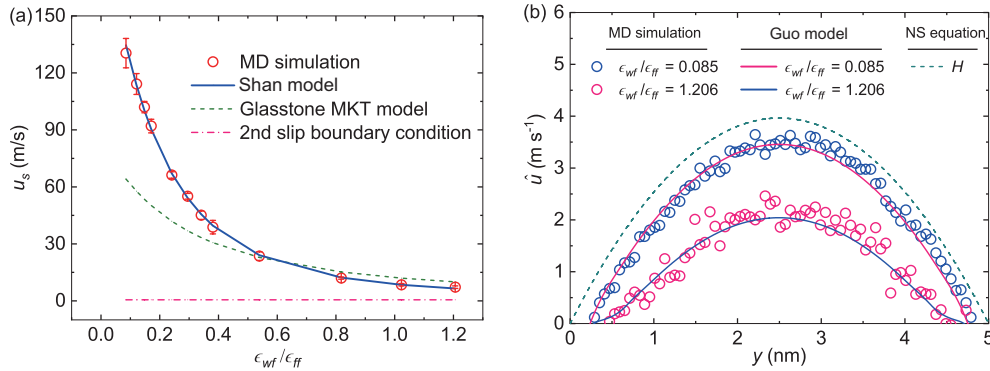 (a)
150
120
90
60
30
0
u_s (m/s)
MD simulation
Shan model
Glasstone MKT model
2nd slip boundary condition
0.0 0.2 0.4 0.6 0.8 1.0 1.2
ϵ_wf/ϵ_ff
(b)
6
5
4
3
2
1
0
û (m s⁻¹)
MD simulation Guo model NS equation
ϵ_wf/ϵ_ff = 0.085 ϵ_wf/ϵ_ff = 0.085 H
ϵ_wf/ϵ_ff = 1.206 ϵ_wf/ϵ_ff = 1.206
0 1 2 3 4 5
y (nm)